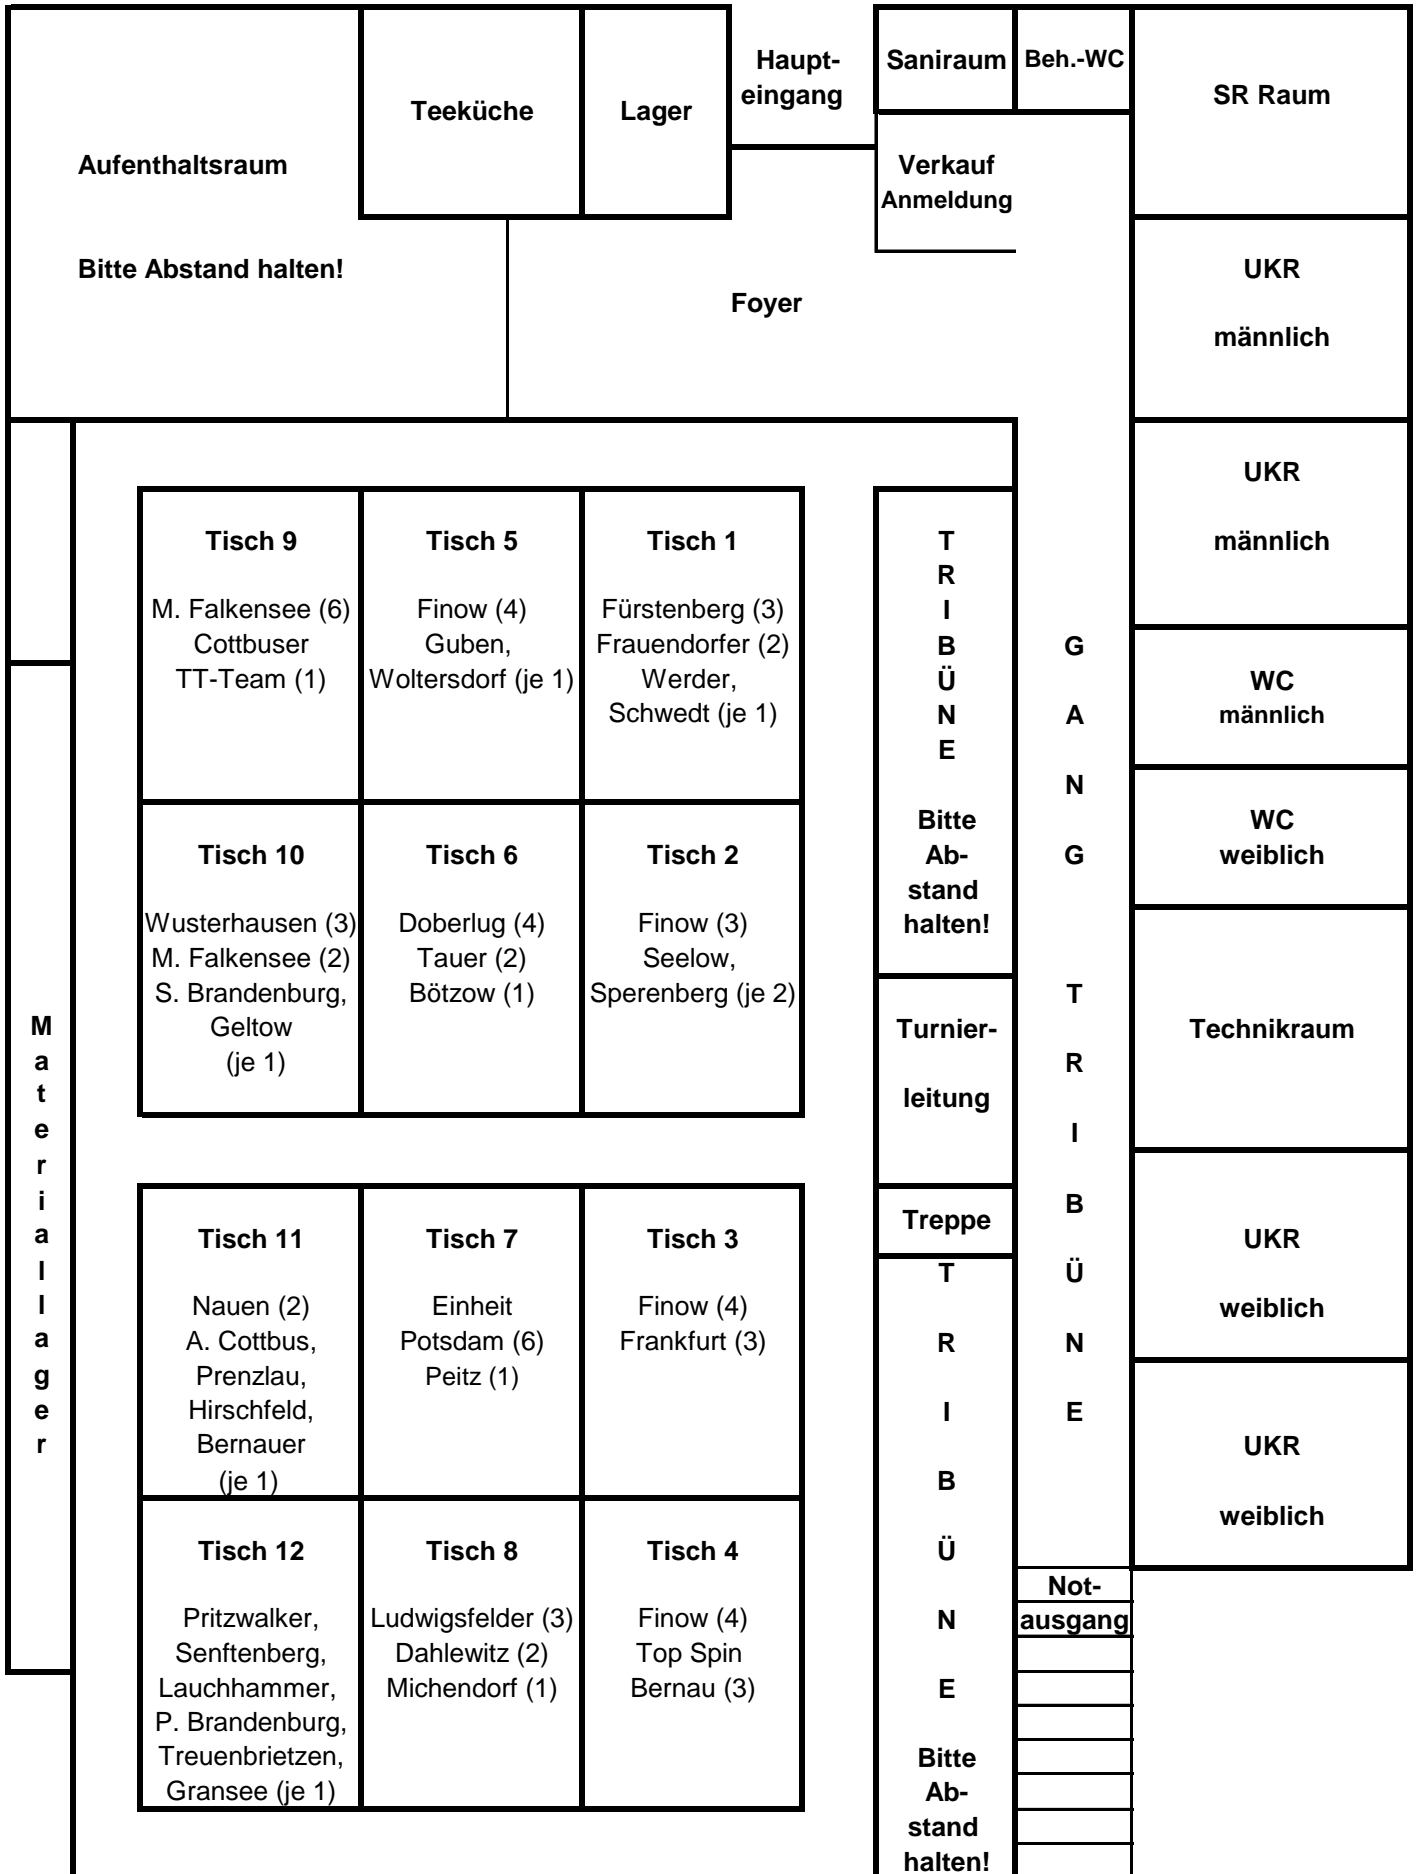 Haupt-
eingang
Saniraum
Beh.-WC
SR Raum
Teeküche
Lager
Aufenthaltsraum
Verkauf
Anmeldung
Bitte Abstand halten!
Foyer
UKR
männlich
UKR
männlich
WC
männlich
WC
weiblich
Technikraum
UKR
weiblich
UKR
weiblich
Tisch 9
M. Falkensee (6)
Cottbuser
TT-Team (1)
Tisch 5
Finow (4)
Guben,
Woltersdorf (je 1)
Tisch 1
Fürstenberg (3)
Frauendorfer (2)
Werder,
Schwedt (je 1)
Tisch 10
Wusterhausen (3)
M. Falkensee (2)
S. Brandenburg,
Geltow
(je 1)
Tisch 6
Doberlug (4)
Tauer (2)
Bötzow (1)
Tisch 2
Finow (3)
Seelow,
Sperenberg (je 2)
Tisch 11
Nauen (2)
A. Cottbus,
Prenzlau,
Hirschfeld,
Bernauer
(je 1)
Tisch 7
Einheit
Potsdam (6)
Peitz (1)
Tisch 3
Finow (4)
Frankfurt (3)
Tisch 12
Pritzwalker,
Senftenberg,
Lauchhammer,
P. Brandenburg,
Treuenbrietzen,
Gransee (je 1)
Tisch 8
Ludwigsfelder (3)
Dahlewitz (2)
Michendorf (1)
Tisch 4
Finow (4)
Top Spin
Bernau (3)
Materiallager
TRIBÜNE
Bitte
Ab-
stand
halten!
Turnier-
leitung
Treppe
TRIBÜNE
Bitte
Ab-
stand
halten!
GANG TRIBÜNE
Not-
ausgang